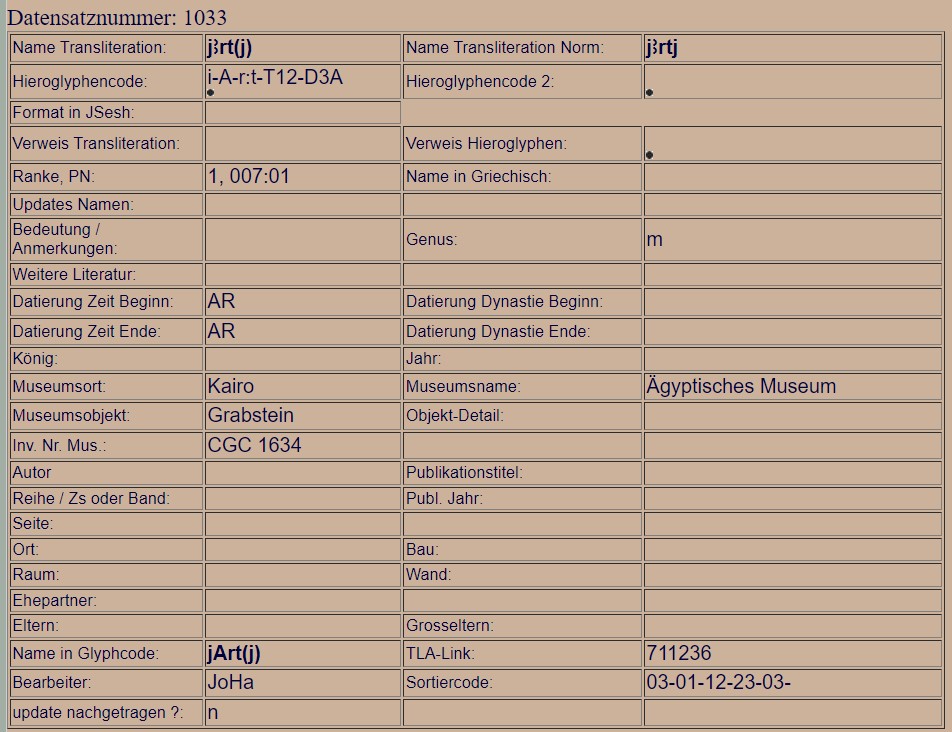 Datensatznummer: 1033
Name Transliteration: jꜣrt(j) Name Transliteration Norm: jꜣrtj
Hieroglyphencode: i-A-r:t-T12-D3A Hieroglyphencode 2:
Format in JSesh:
Verweis Transliteration: Verweis Hieroglyphen:
Ranke, PN: 1, 007:01 Name in Griechisch:
Updates Namen:
Bedeutung /
Anmerkungen: Genus: m
Weitere Literatur:
Datierung Zeit Beginn: AR Datierung Dynastie Beginn:
Datierung Zeit Ende: AR Datierung Dynastie Ende:
König: Jahr:
Museumsort: Kairo Museumsname: Ägyptisches Museum
Museumsobjekt: Grabstein Objekt-Detail:
Inv. Nr. Mus.: CGC 1634
Autor Publikationstitel:
Reihe / Zs oder Band: Publ. Jahr:
Seite:
Ort: Bau:
Raum: Wand:
Ehepartner:
Eltern: Grosseltern:
Name in Glyphcode: jArt(j) TLA-Link: 711236
Bearbeiter: JoHa Sortiercode: 03-01-12-23-03-
update nachgetragen ?: n